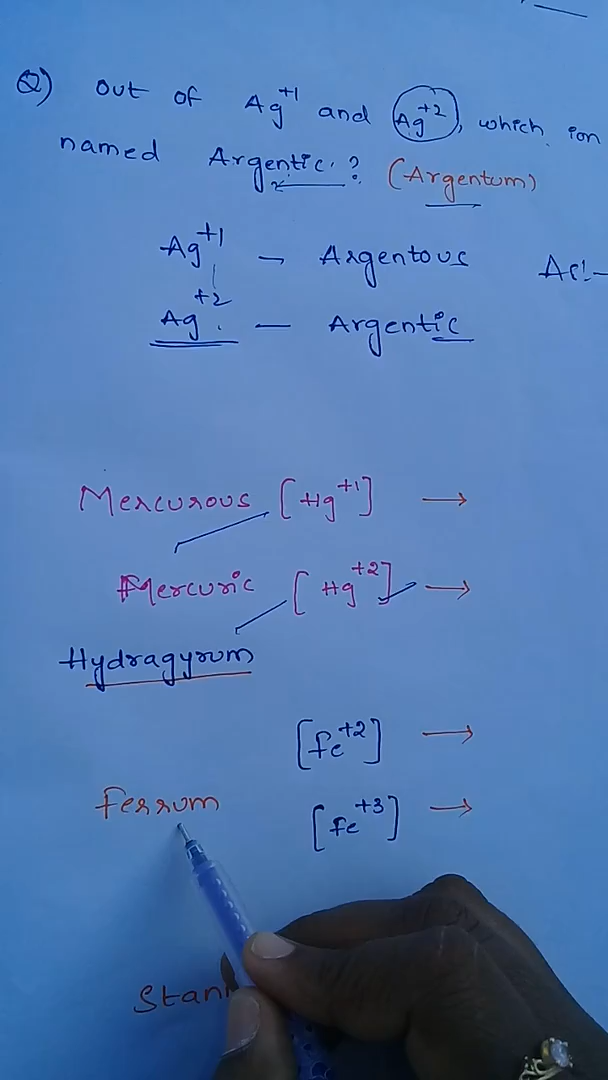 Q) out of Ag+1 and Ag+2, which ion
named Argentic? (Argentum)
Ag+1 → Argentous
Ag+2 — Argentic
Mercurous [Hg+1] →
Mercuric [Hg+2] →
Hydragyrum
[Fe+2] →
Ferrum [Fe+3] →